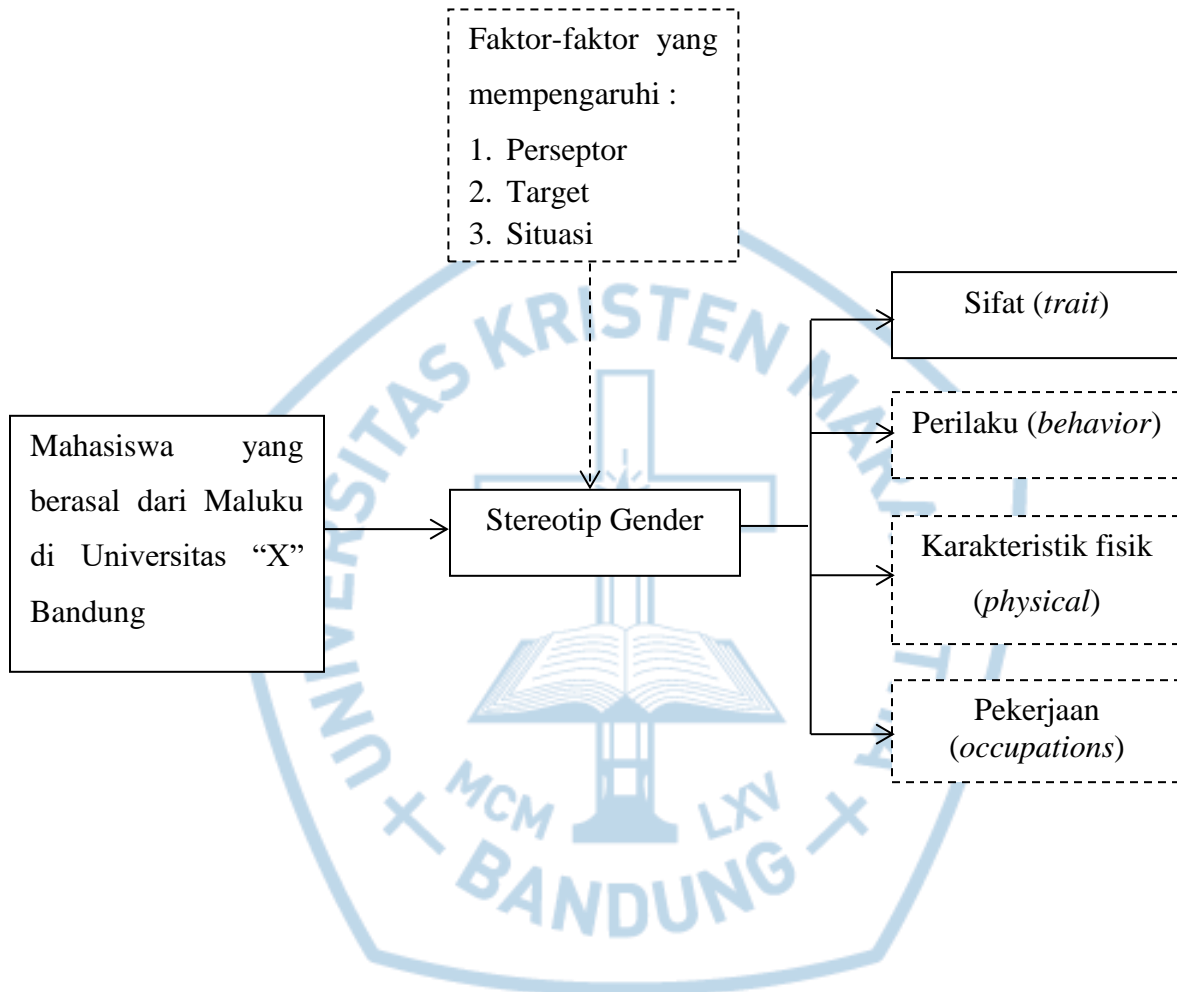 Faktor-faktor yang
mempengaruhi :
1. Perseptor
2. Target
3. Situasi
Sifat (trait)
Perilaku (behavior)
Mahasiswa yang
berasal dari Maluku
di Universitas “X”
Bandung
Stereotip Gender
Karakteristik fisik
(physical)
Pekerjaan
(occupations)
UNIVERSITAS KRISTEN MARA
MCM LXV
BANDUNG